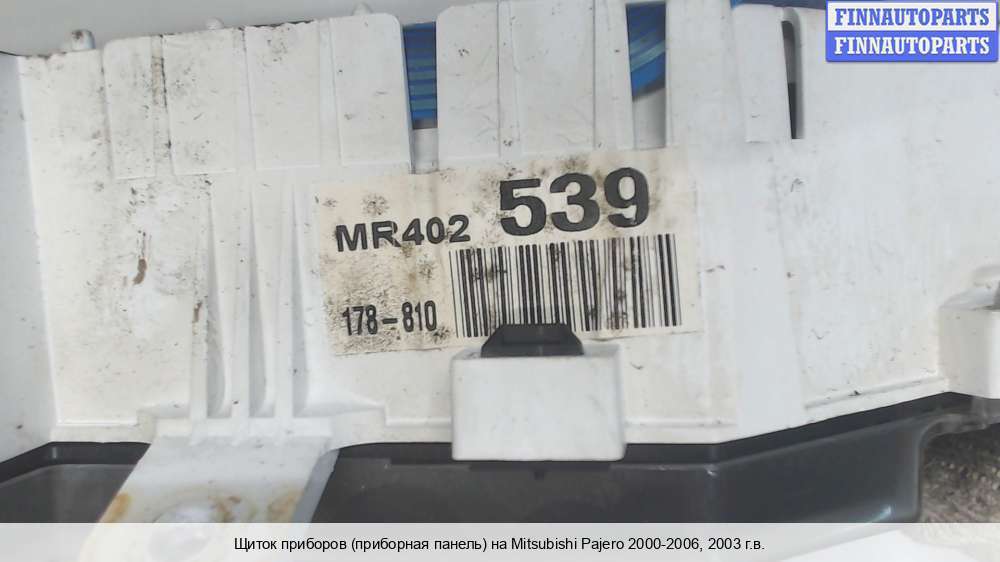 FINNAUTOPARTS
FINNAUTOPARTS
MR402 539
178-810
Щиток приборов (приборная панель) на Mitsubishi Pajero 2000-2006, 2003 г.в.